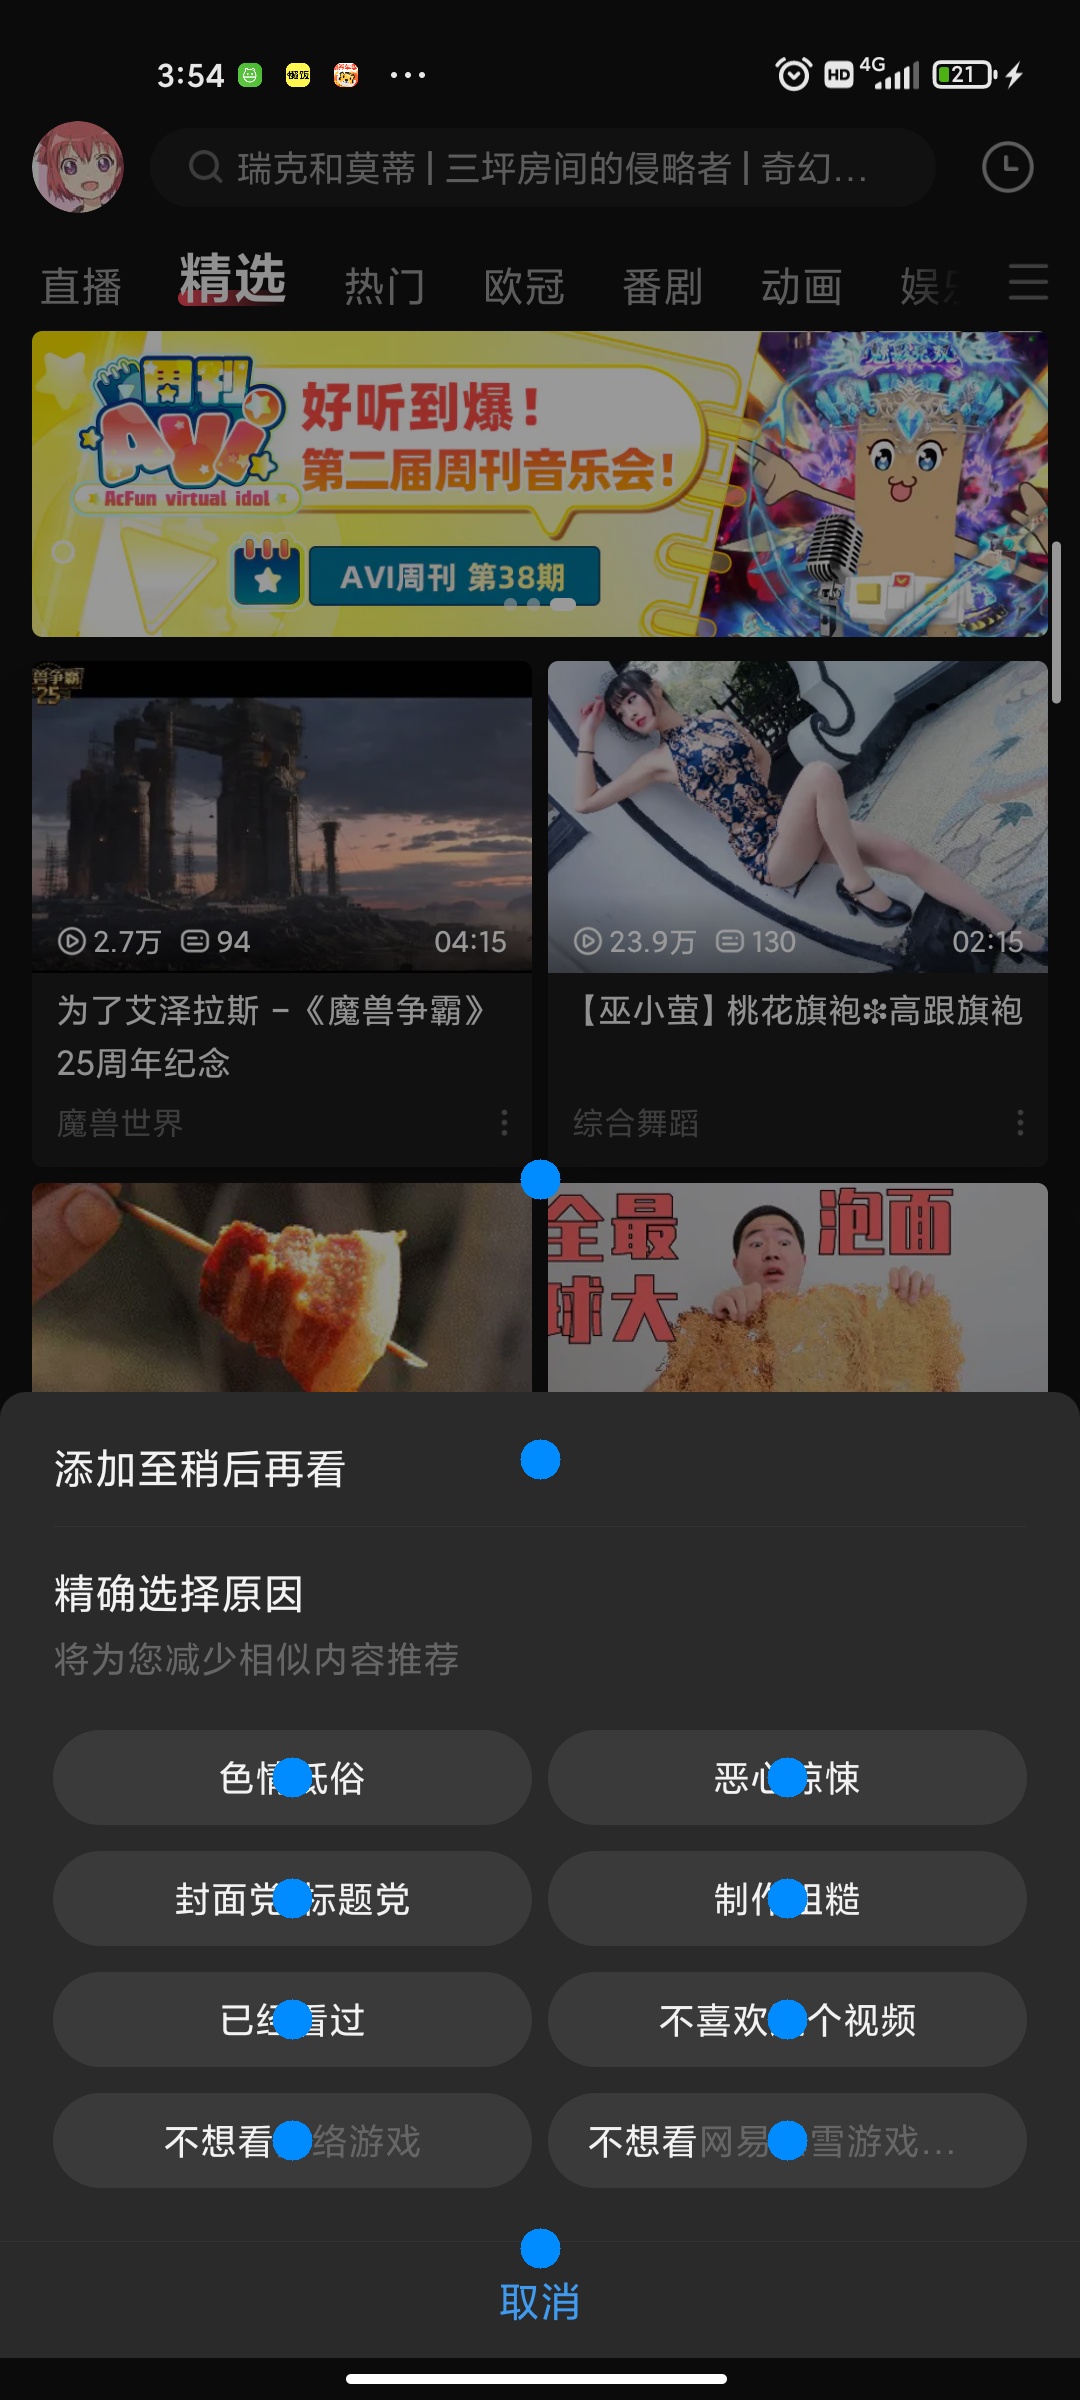 3:54
HD 4G 21
瑞克和莫蒂 | 三坪房间的侵略者 | 奇幻...
直播 精选 热门 欧冠 番剧 动画 娱乐
周刊
AVI
AcFun virtual idol
好听到爆！
第二届周刊音乐会！
AVI周刊 第38期
兽争霸
25
2.7万 94 04:15
23.9万 130 02:15
为了艾泽拉斯 –《魔兽争霸》
25周年纪念
魔兽世界
【巫小萤】桃花旗袍❇高跟旗袍
综合舞蹈
全最
球大
泡面
添加至稍后再看
精确选择原因
将为您减少相似内容推荐
色情低俗
恶心惊悚
封面党 标题党
制作粗糙
已经看过
不喜欢这个视频
不想看网络游戏
不想看网易暴雪游戏...
取消